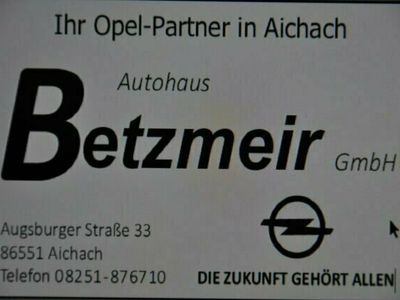 Ihr Opel-Partner in Aichach
Autohaus
Betzmeir GmbH
Augsburger Straße 33
86551 Aichach
Telefon 08251-876710
DIE ZUKUNFT GEHÖRT ALLEN